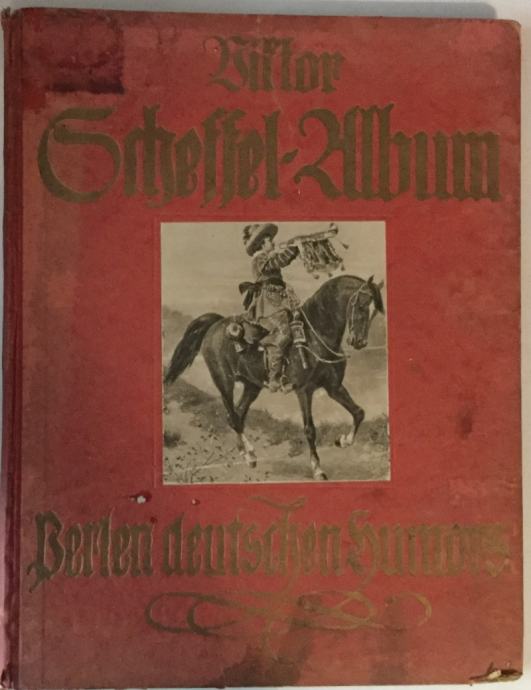 Viktor
Scheffel-Album
Perlen deutschen Humors